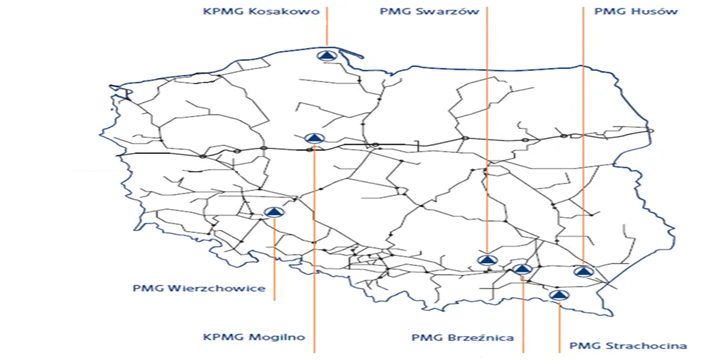 KPMG Kosakowo
PMG Swarzów
PMG Husów
PMG Wierzchowice
KPMG Mogilno
PMG Brzeźnica
PMG Strachocina